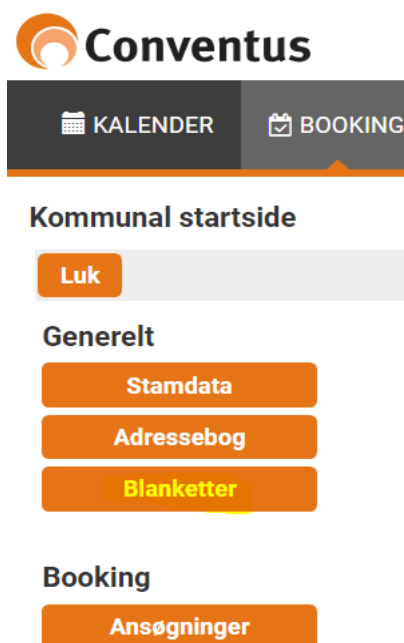 Conventus
KALENDER BOOKING
Kommunal startside
Luk
Generelt
Stamdata
Adressebog
Blanketter
Booking
Ansøgninger